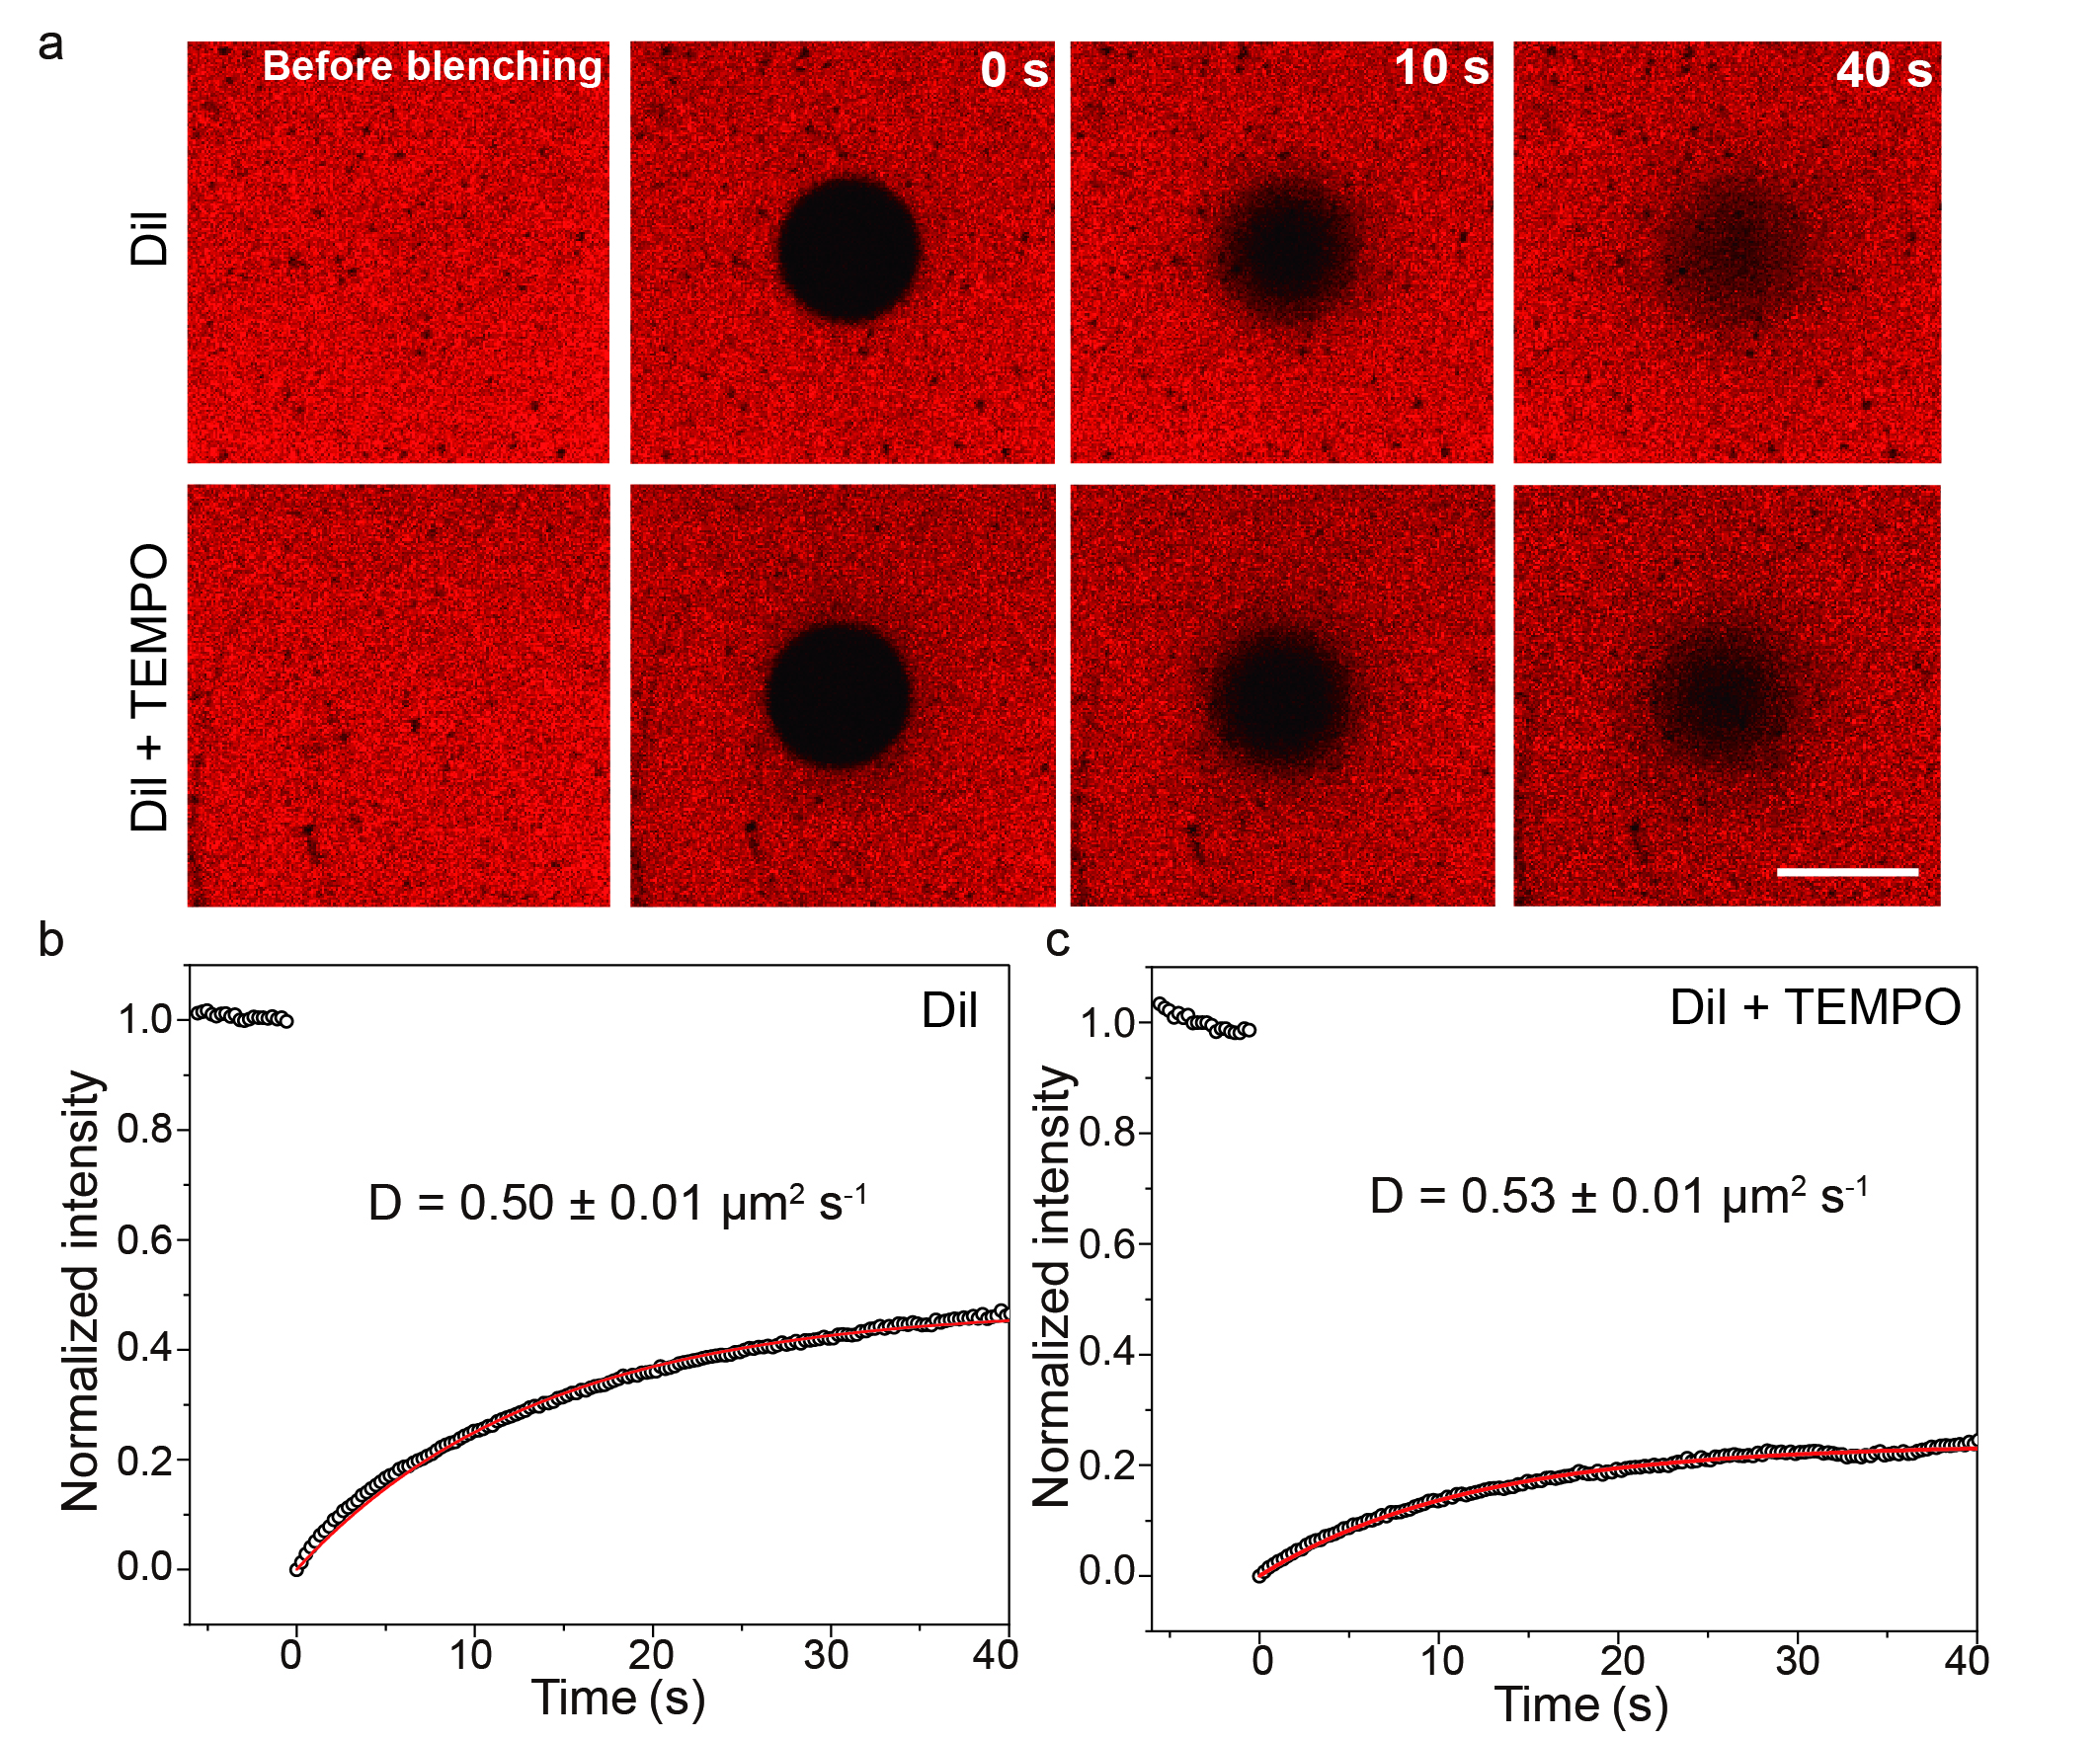 a
Before blenching
0 s
10 s
40 s
DiI
DiI + TEMPO
b
c
DiI
DiI + TEMPO
1.0
0.8
0.6
0.4
0.2
0.0
Normalized intensity
D = 0.50 ± 0.01 µm² s⁻¹
0
10
20
30
40
Time (s)
1.0
0.8
0.6
0.4
0.2
0.0
Normalized intensity
D = 0.53 ± 0.01 µm² s⁻¹
0
10
20
30
40
Time (s)